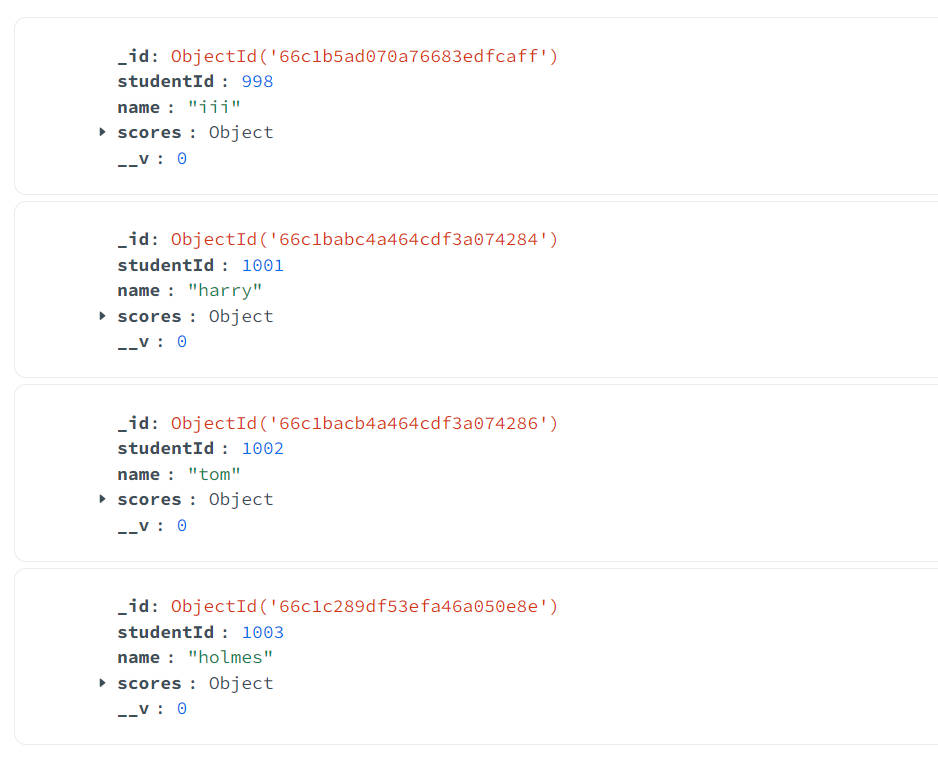 _id: ObjectId('66c1b5ad070a76683edfcaff')
studentId : 998
name : "iii"
scores : Object
__v : 0
_id: ObjectId('66c1babc4a464cdf3a074284')
studentId : 1001
name : "harry"
scores : Object
__v : 0
_id: ObjectId('66c1bacb4a464cdf3a074286')
studentId : 1002
name : "tom"
scores : Object
__v : 0
_id: ObjectId('66c1c289df53efa46a050e8e')
studentId : 1003
name : "holmes"
scores : Object
__v : 0